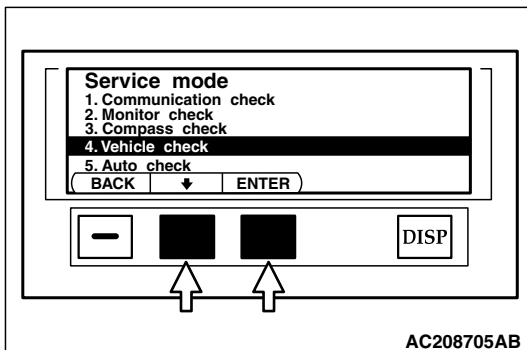 Service mode
1. Communication check
2. Monitor check
3. Compass check
4. Vehicle check
5. Auto check
BACK ENTER
DISP
AC208705AB